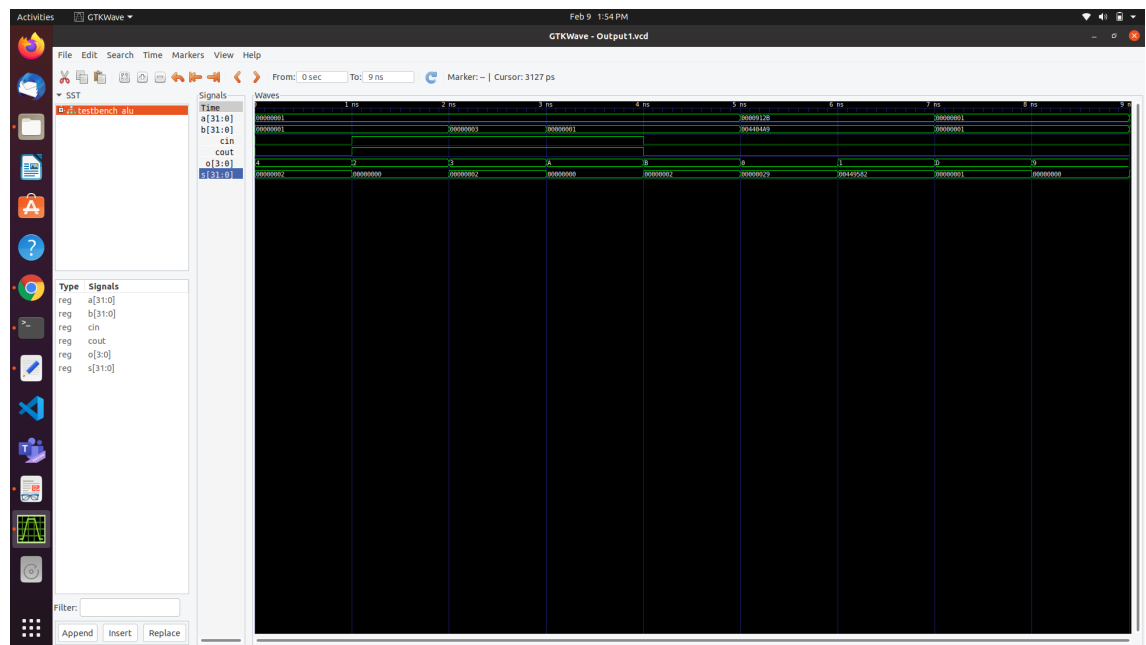 Activities GTKWave Feb 9 1:54 PM
GTKWave - Output1.vcd
File Edit Search Time Markers View Help
From: 0 sec To: 9 ns Marker: -- | Cursor: 3127 ps
SST
testbench_alu
Type Signals
reg a[31:0]
reg b[31:0]
reg cin
reg cout
reg o[3:0]
reg s[31:0]
Filter:
Append Insert Replace
Signals
Time
a[31:0]
b[31:0]
cin
cout
o[3:0]
s[31:0]
Waves
1 ns 2 ns 3 ns 4 ns 5 ns 6 ns 7 ns 8 ns 9 n
00000001 0000912B 00000001
00000001 00000003 00000001 004404A9 00000001
4 2 3 A B 0 1 D 9
00000002 00000000 00000002 00000000 00000002 00000029 00449582 00000001 00000000